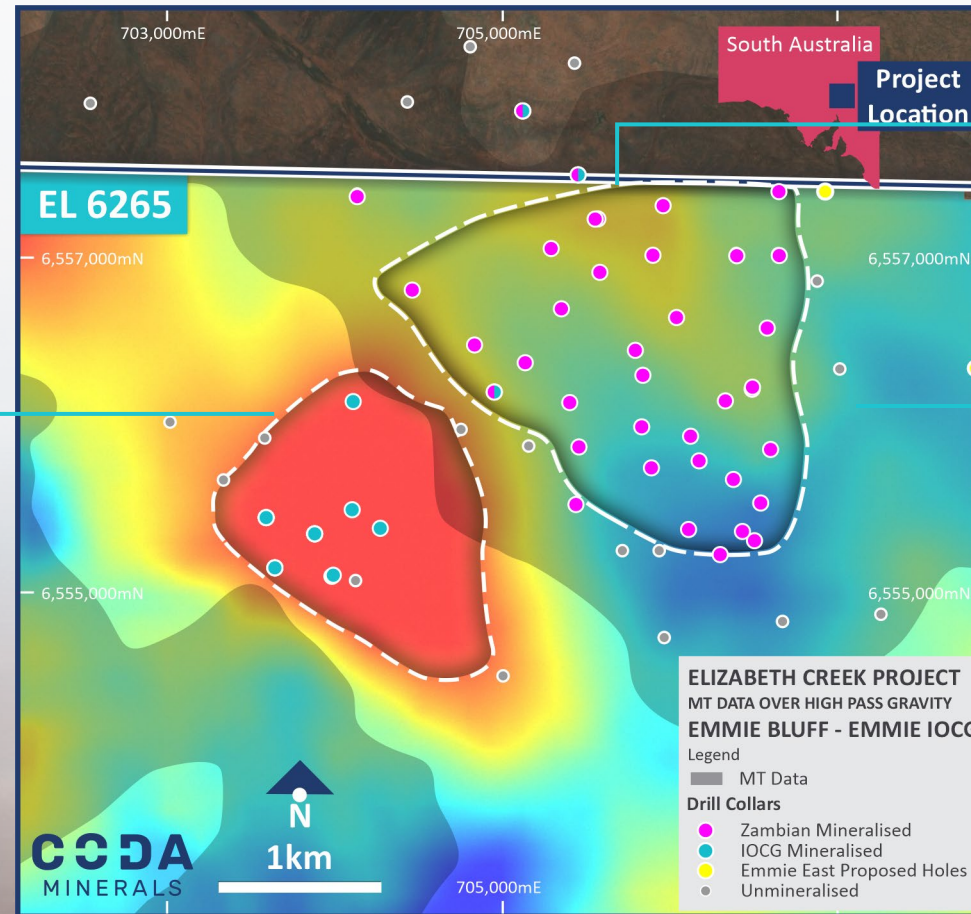 703,000mE
705,000mE
South Australia
Project
Location
EL 6265
6,557,000mN
6,557,000mN
6,555,000mN
6,555,000mN
ELIZABETH CREEK PROJECT
MT DATA OVER HIGH PASS GRAVITY
EMMIE BLUFF - EMMIE IOCG
Legend
MT Data
Drill Collars
Zambian Mineralised
IOCG Mineralised
Emmie East Proposed Holes
Unmineralised
N
1km
CODA
MINERALS
705,000mE